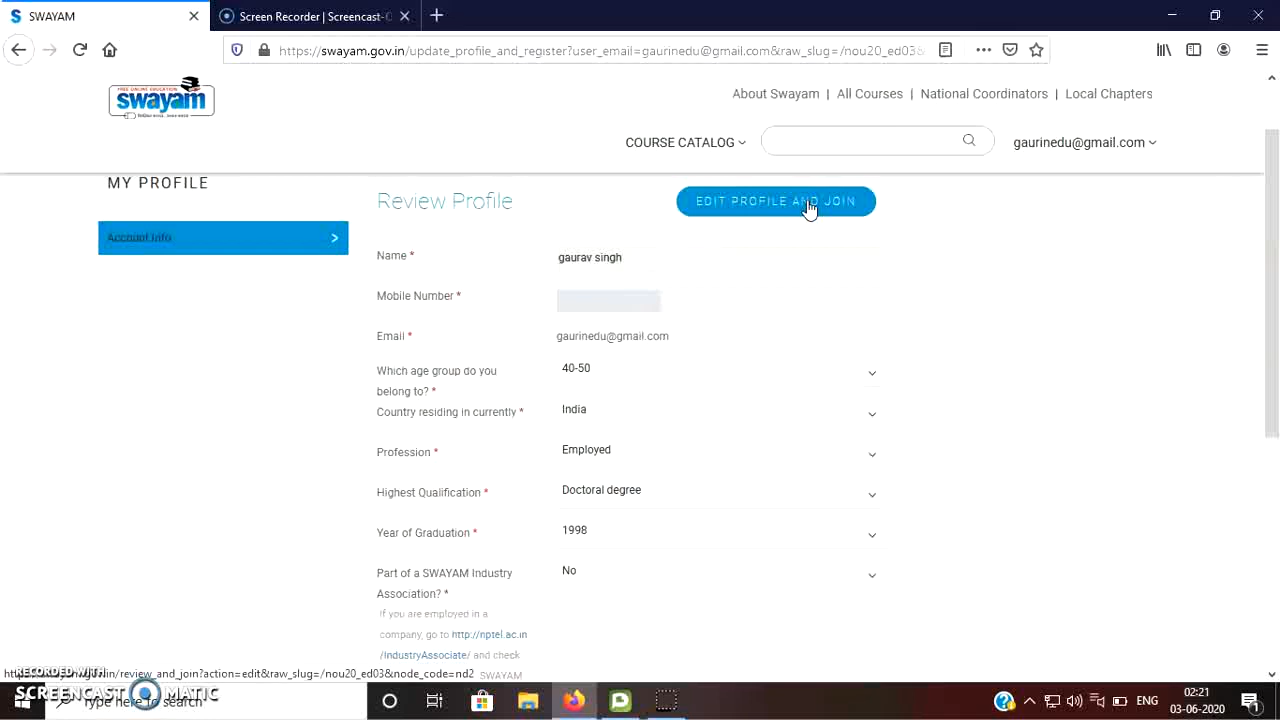 SWAYAM
Screen Recorder | Screencast-
https://swayam.gov.in/update_profile_and_register?user_email=gaurinedu@gmail.com&raw_slug=/nou20_ed03&
FREE ONLINE EDUCATION
swayam
About Swayam | All Courses | National Coordinators | Local Chapters
COURSE CATALOG
gaurinedu@gmail.com
MY PROFILE
Account Info
Review Profile
EDIT PROFILE AND JOIN
Name *
gaurav singh
Mobile Number *
Email *
gaurinedu@gmail.com
Which age group do you
belong to? *
40-50
Country residing in currently *
India
Profession *
Employed
Highest Qualification *
Doctoral degree
Year of Graduation *
1998
Part of a SWAYAM Industry
Association? *
No
If you are employed in a
company, go to http://nptel.ac.in
/IndustryAssociate/ and check
SWAYAM
in/review_and_join?action=edit&raw_slug=/nou20_ed03&node_code=nd2
RECORDED WITH
SCREENCAST MATIC
Type here to search
02:21
03-06-2020